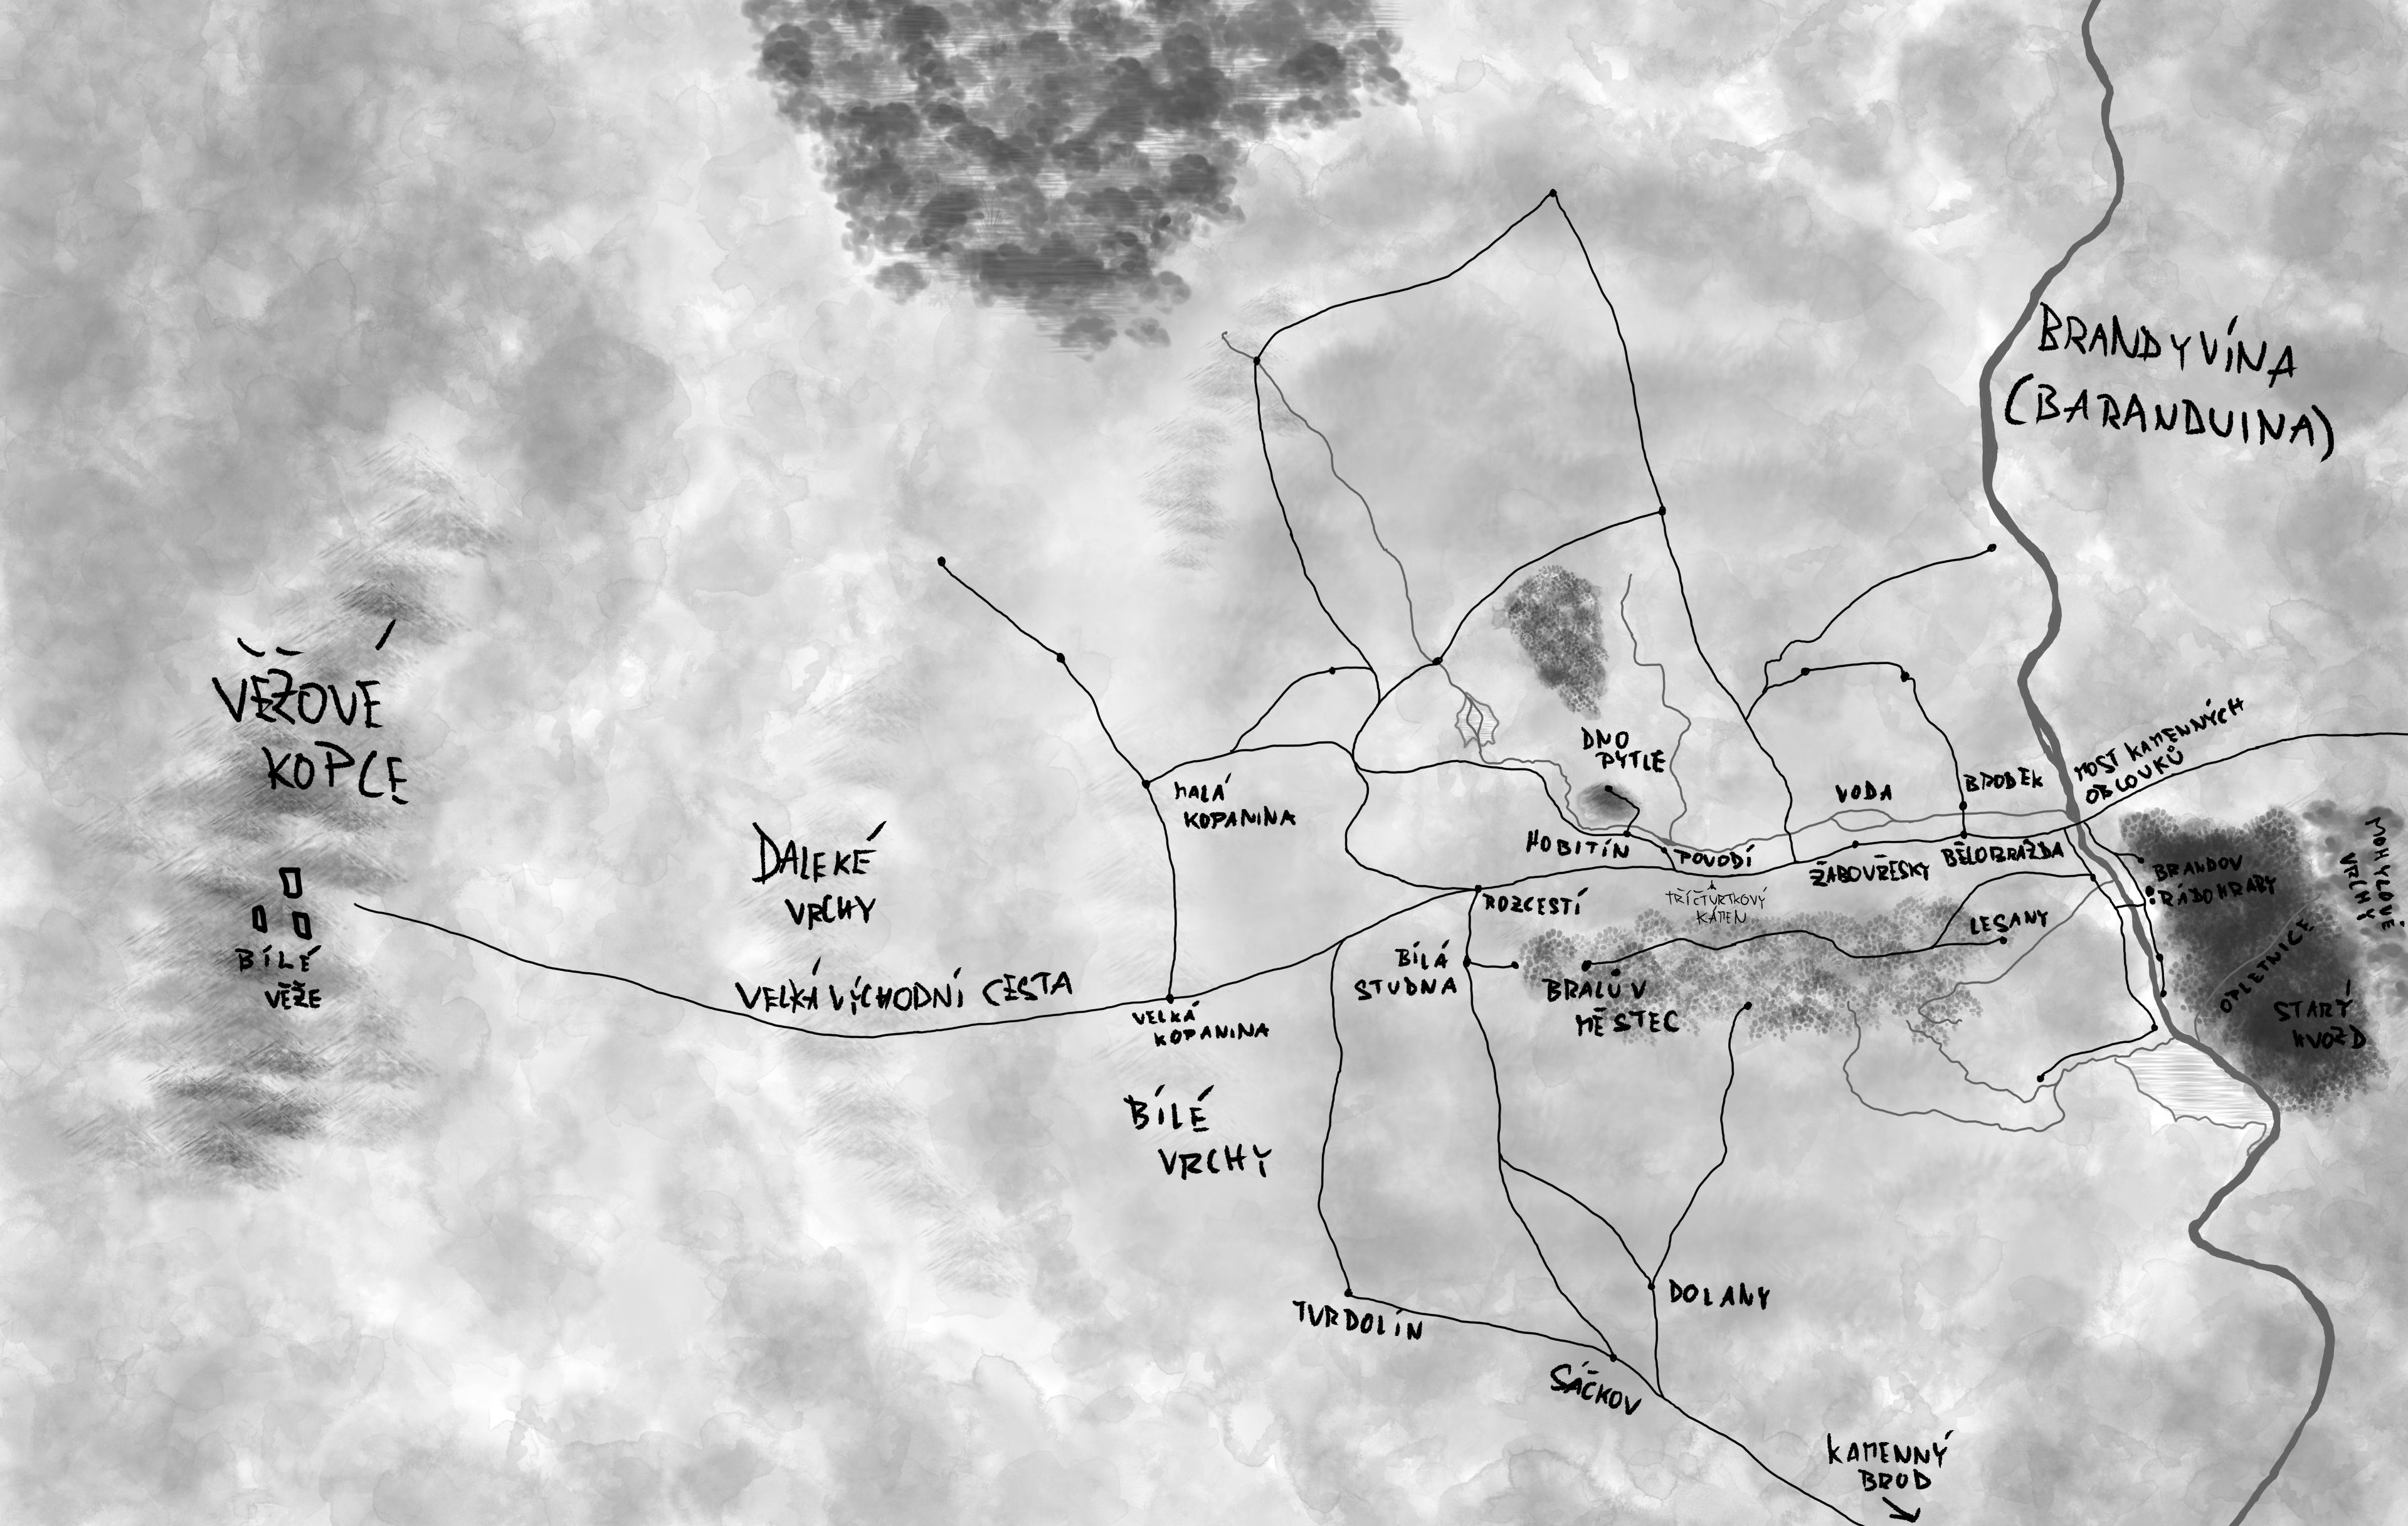 BRANDYVÍNA
(BARANDUINA)
VĚŽOVÉ
KOPCE
BÍLÉ
VĚŽE
DALEKÉ
VRCHY
VELKÁ VÝCHODNÍ CESTA
MALÁ
KOPANINA
VELKÁ
KOPANINA
BÍLÉ
VRCHY
DNO
PYTLE
HOBITÍN
POVODÍ
TŘÍČTVRTKOVÝ
KÁMEN
ROZCESTÍ
BÍLÁ
STUDNA
BRALŮV
MĚSTEC
VODA
BRODEK
ŽABOVŘESKY
BĚLOBRÁZDA
LESANY
MOST KAMENNÝCH
OBLOUKŮ
BRANDOV
RÁDOHRABY
OPLETNICE
STARÝ
HVOZD
MOHYLOVÉ
VRCHY
TVRDOLÍN
DOLANY
SÁČKOV
KAMENNÝ
BROD